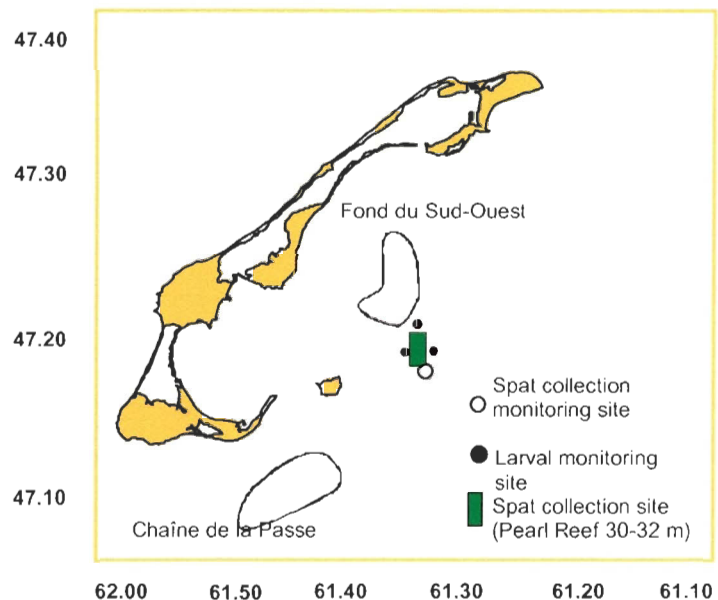 47.40
47.30
Fond du Sud-Ouest
47.20
Spat collection
monitoring site
Larval monitoring
site
47.10
Spat collection site
(Pearl Reef 30-32 m)
Chaîne de la Passe
62.00 61.50 61.40 61.30 61.20 61.10